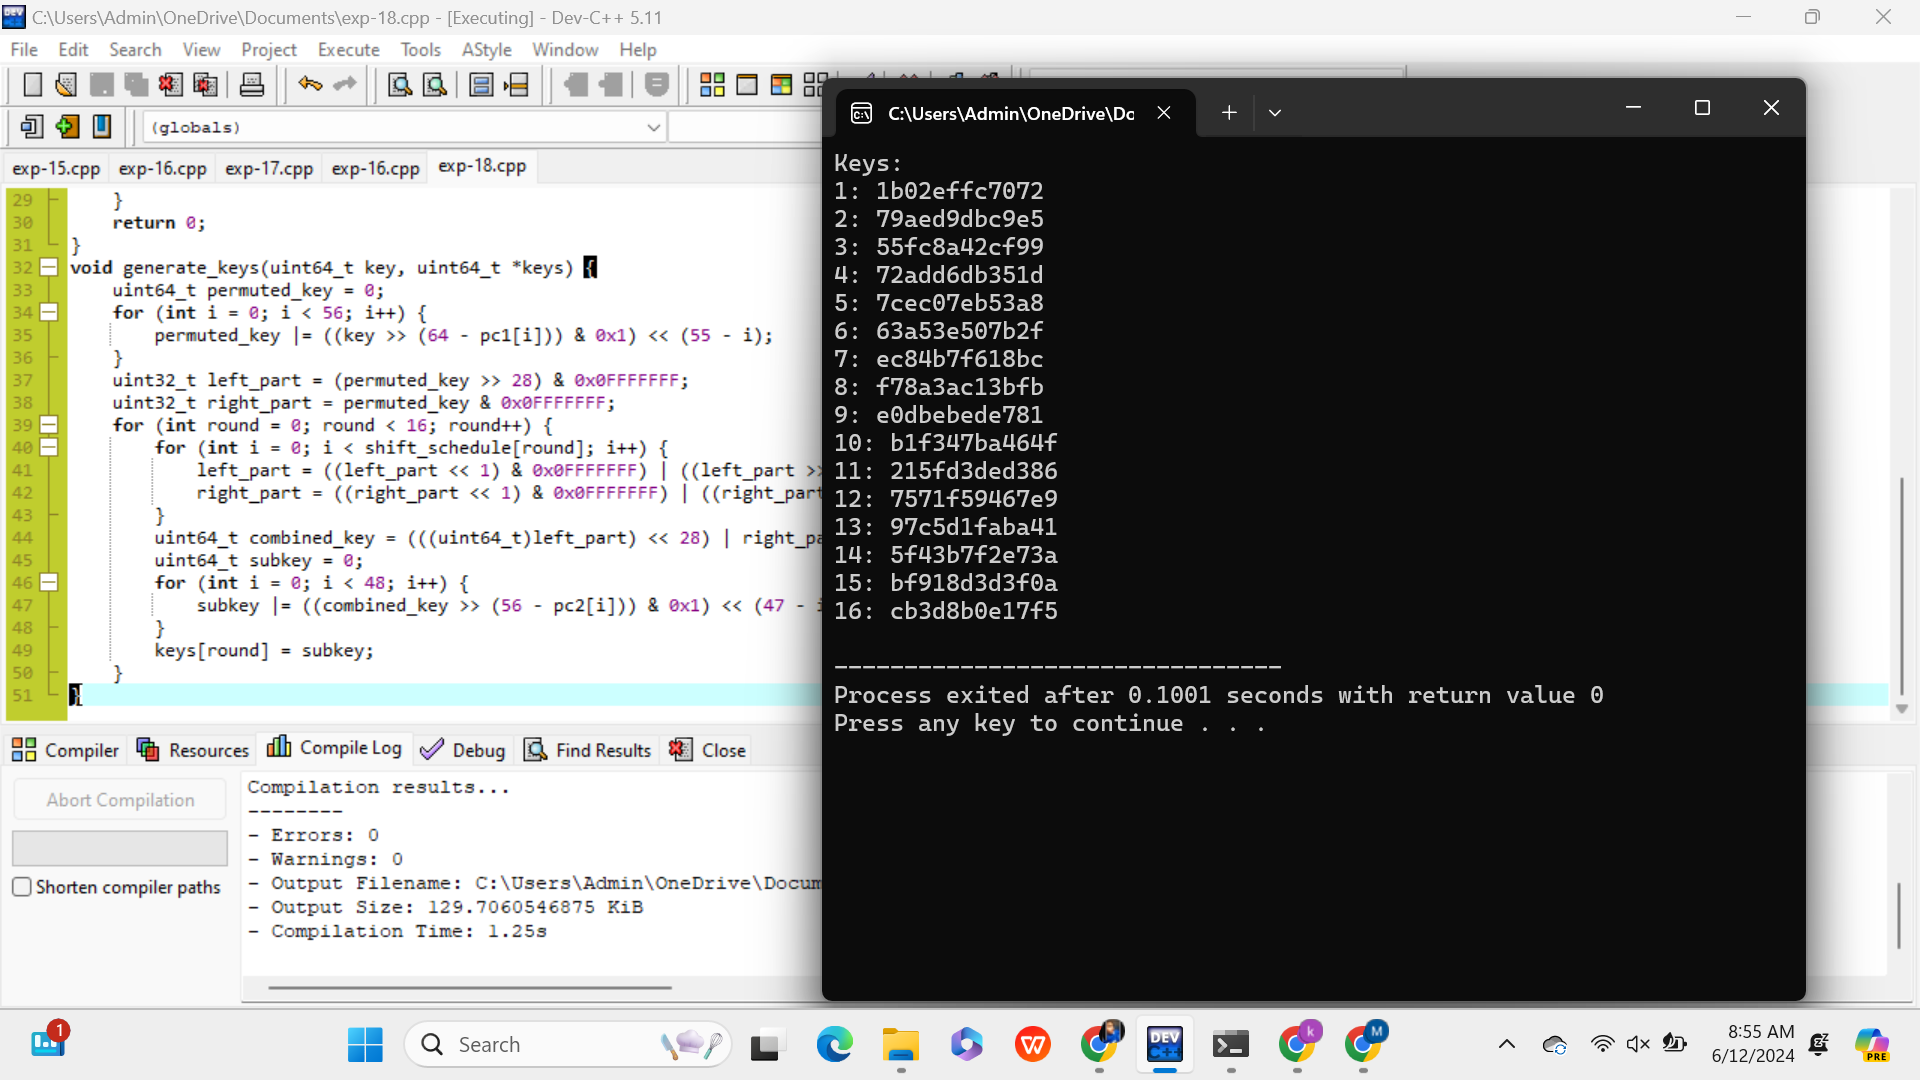 C:\Users\Admin\OneDrive\Documents\exp-18.cpp - [Executing] - Dev-C++ 5.11
File Edit Search View Project Execute Tools AStyle Window Help
(globals)
exp-15.cpp exp-16.cpp exp-17.cpp exp-16.cpp exp-18.cpp
29 }
30 return 0;
31 }
32 void generate_keys(uint64_t key, uint64_t *keys) {
33 uint64_t permuted_key = 0;
34 for (int i = 0; i < 56; i++) {
35 permuted_key |= ((key >> (64 - pc1[i])) & 0x1) << (55 - i);
36 }
37 uint32_t left_part = (permuted_key >> 28) & 0x0FFFFFFF;
38 uint32_t right_part = permuted_key & 0x0FFFFFFF;
39 for (int round = 0; round < 16; round++) {
40 for (int i = 0; i < shift_schedule[round]; i++) {
41 left_part = ((left_part << 1) & 0x0FFFFFFF) | ((left_part >>
42 right_part = ((right_part << 1) & 0x0FFFFFFF) | ((right_part
43 }
44 uint64_t combined_key = (((uint64_t)left_part) << 28) | right_pa
45 uint64_t subkey = 0;
46 for (int i = 0; i < 48; i++) {
47 subkey |= ((combined_key >> (56 - pc2[i])) & 0x1) << (47 - i
48 }
49 keys[round] = subkey;
50 }
51 }
C:\Users\Admin\OneDrive\Do
Keys:
1: 1b02effc7072
2: 79aed9dbc9e5
3: 55fc8a42cf99
4: 72add6db351d
5: 7cec07eb53a8
6: 63a53e507b2f
7: ec84b7f618bc
8: f78a3ac13bfb
9: e0dbebede781
10: b1f347ba464f
11: 215fd3ded386
12: 7571f59467e9
13: 97c5d1faba41
14: 5f43b7f2e73a
15: bf918d3d3f0a
16: cb3d8b0e17f5
--------------------------------
Process exited after 0.1001 seconds with return value 0
Press any key to continue . . .
Compiler Resources Compile Log Debug Find Results Close
Abort Compilation
Shorten compiler paths
Compilation results...
--------
- Errors: 0
- Warnings: 0
- Output Filename: C:\Users\Admin\OneDrive\Docum
- Output Size: 129.7060546875 KiB
- Compilation Time: 1.25s
1
Search
DEV C++
k
M
8:55 AM
6/12/2024
PRE